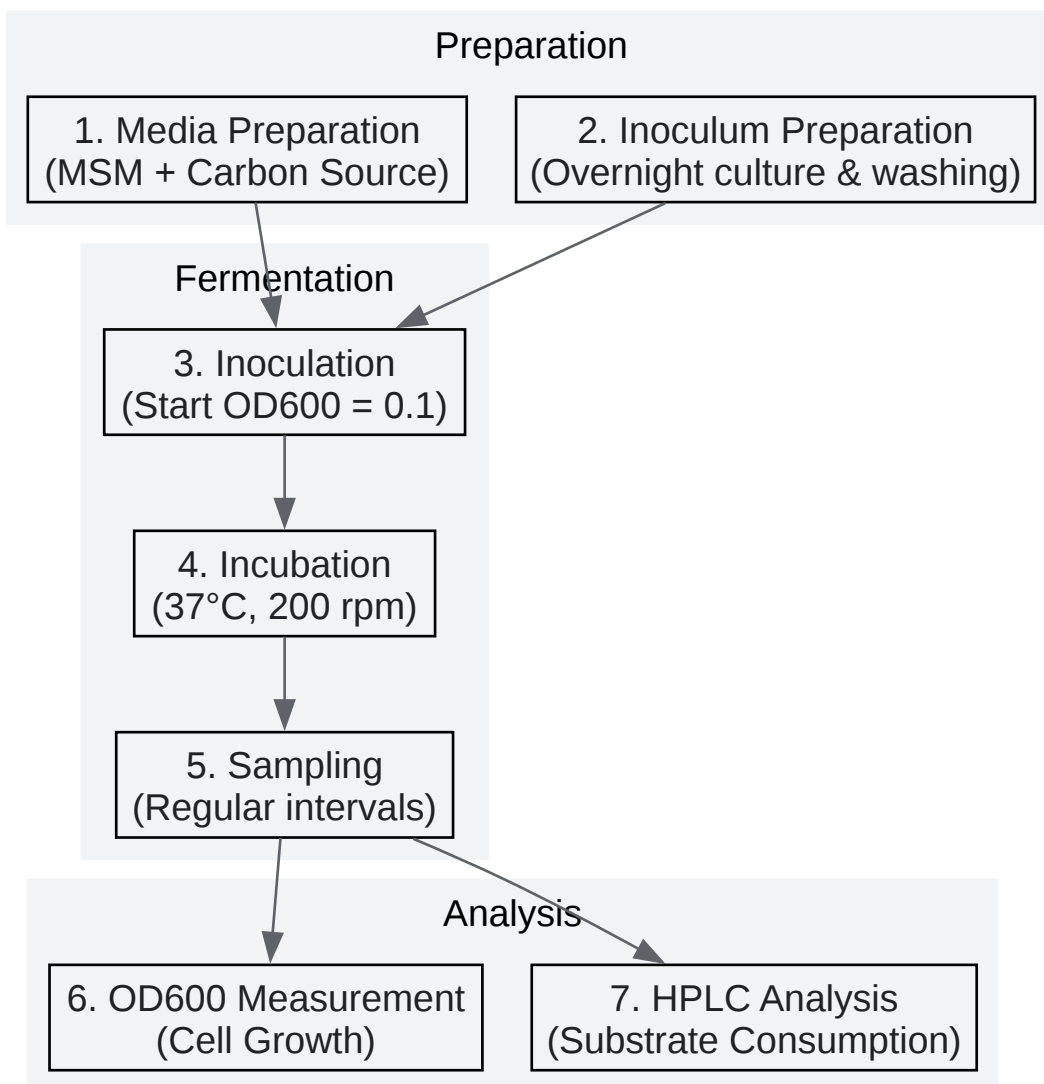 Preparation
1. Media Preparation
(MSM + Carbon Source)
2. Inoculum Preparation
(Overnight culture & washing)
Fermentation
3. Inoculation
(Start OD600 = 0.1)
4. Incubation
(37°C, 200 rpm)
5. Sampling
(Regular intervals)
Analysis
6. OD600 Measurement
(Cell Growth)
7. HPLC Analysis
(Substrate Consumption)